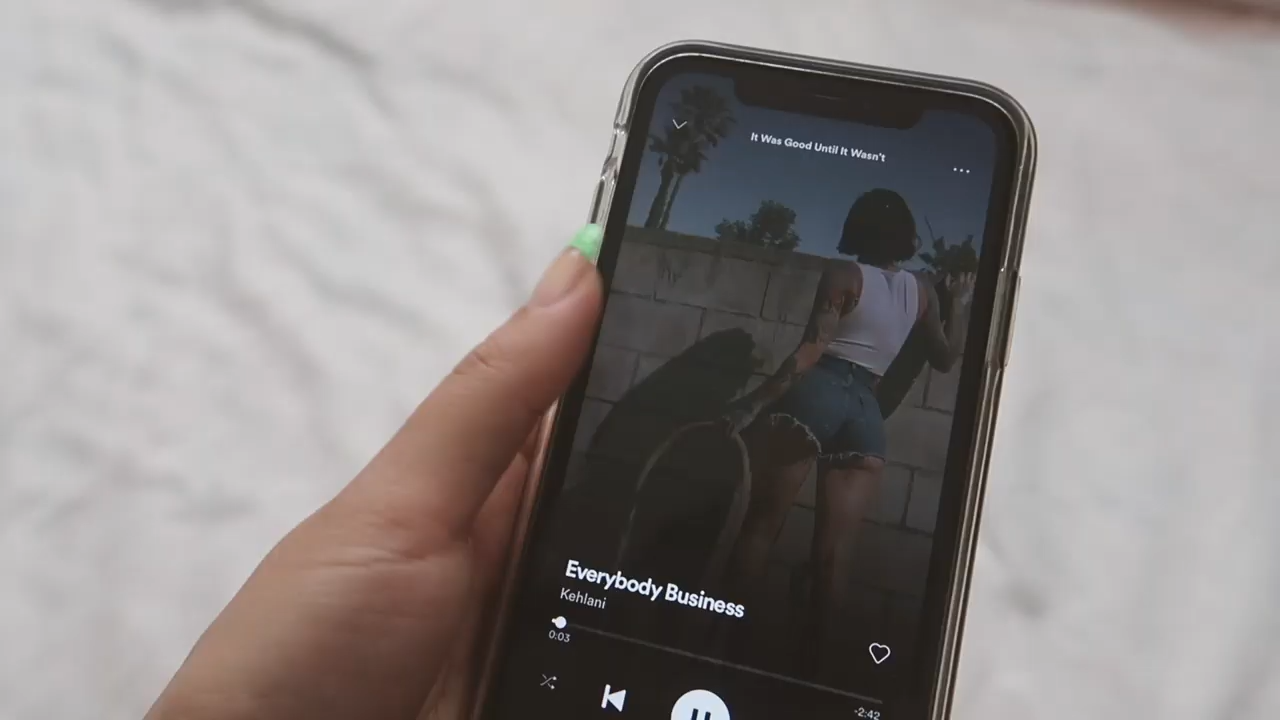 It Was Good Until It Wasn't
Everybody Business
Kehlani
0:03
-2:42